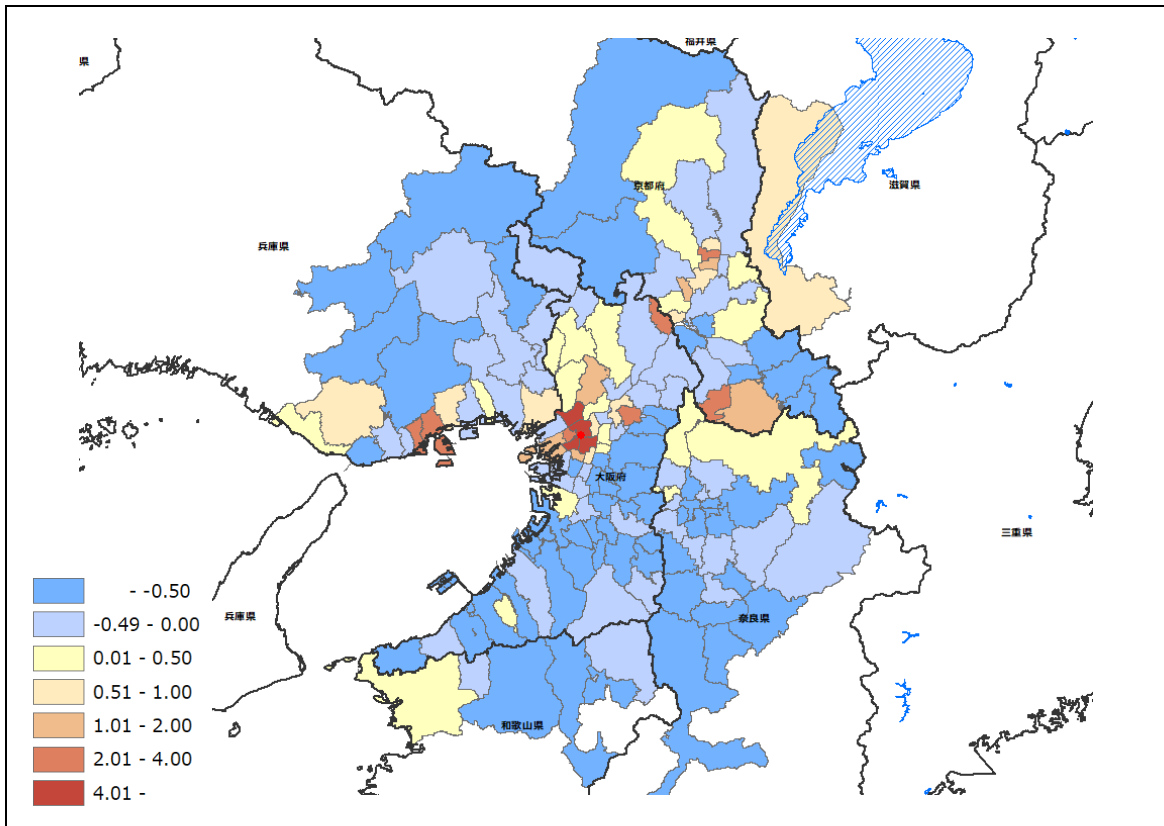 福井県
県
京都府
滋賀県
兵庫県
大阪府
三重県
兵庫県
奈良県
和歌山県
- -0.50
-0.49 - 0.00
0.01 - 0.50
0.51 - 1.00
1.01 - 2.00
2.01 - 4.00
4.01 -